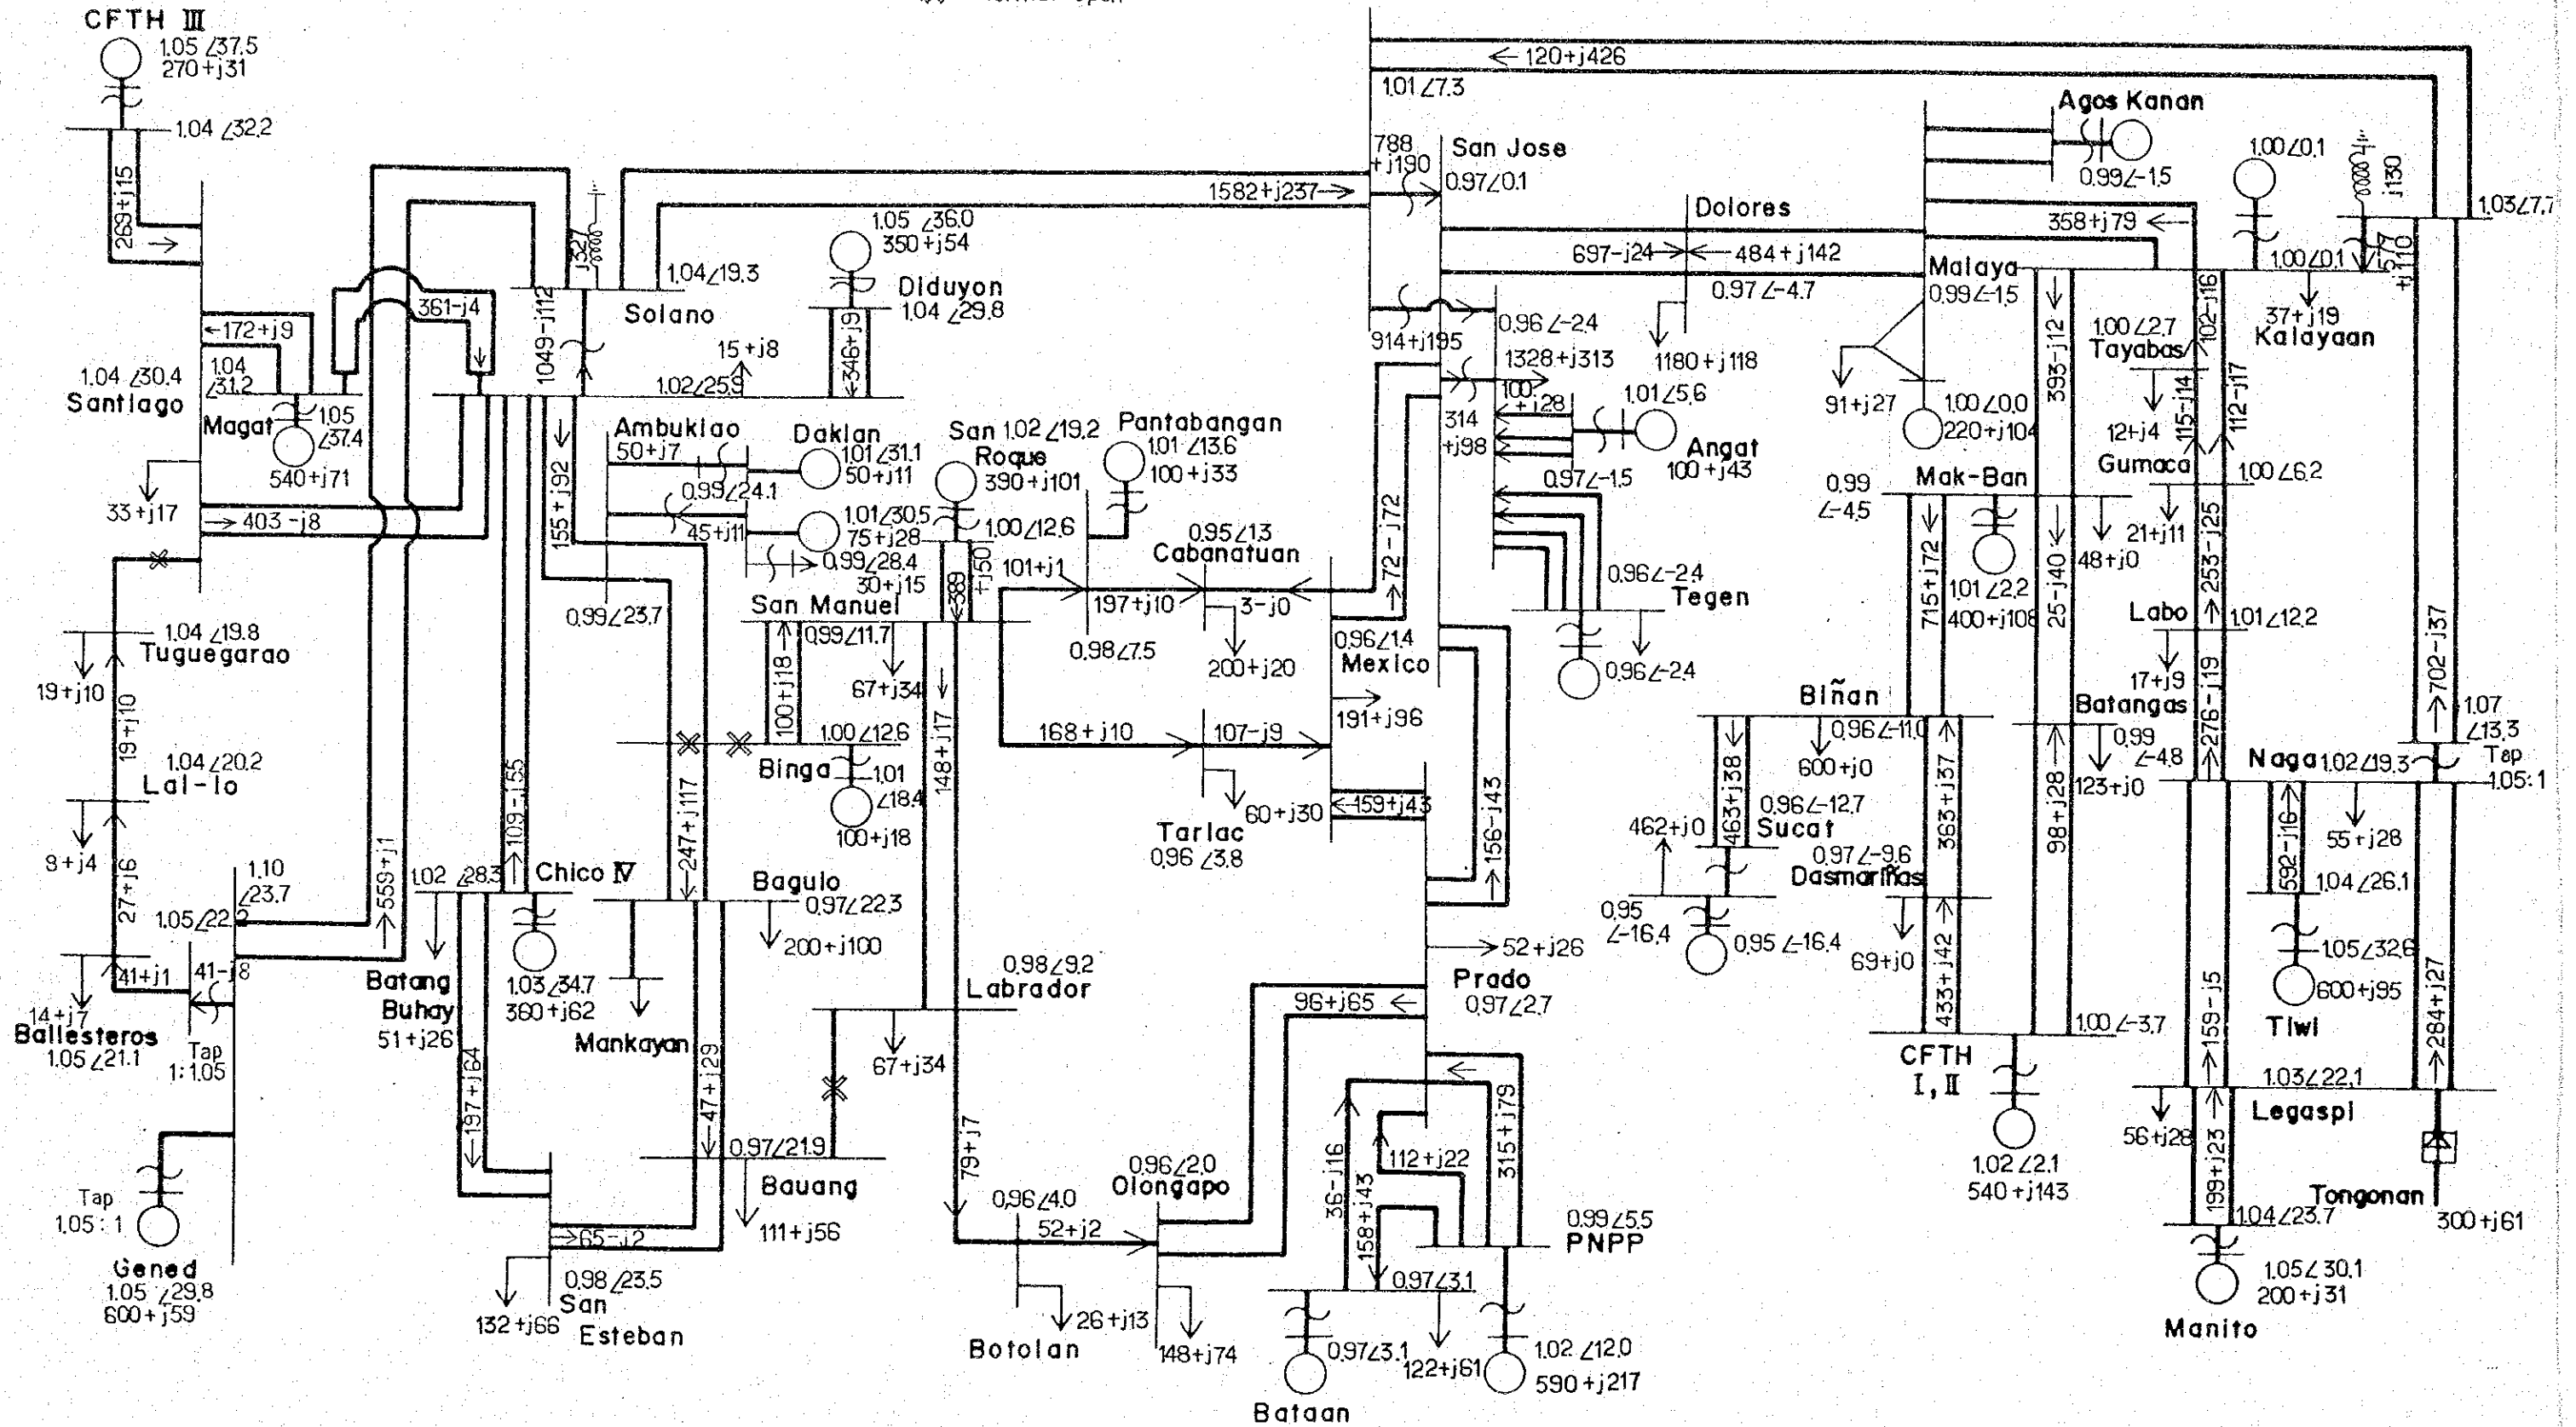 CFTH III
1.05 ∠37.5
270+j31
1.04 ∠32.2
269+j15
120+j426
1.01∠7.3
Agos Kanan
0.99∠-1.5
1.00∠0.1
j130
1.03∠7.7
577
+j110
788
+j190
San Jose
0.97∠0.1
1582+j237
Dolores
697-j24
484+j142
0.97∠-4.7
358+j79
Malaya
0.99∠-1.5
1.00∠0.1
37+j19
Kalayaan
j327
1.04∠19.3
Solano
1.05 ∠36.0
350+j54
Diduyon
1.04 ∠29.8
346+j9
361-j4
172+j9
1.04
∠31.2
1.04 ∠30.4
Santiago
Magat
1.05
∠37.4
540+j71
1049-j112
15+j8
1.02∠25.9
914+j195
0.96∠-2.4
1328+j313
1180+j118
100
+j28
1.01∠5.6
Angat
100+j43
314
+j98
0.97∠-1.5
91+j27
1.00∠0.0
220+j104
393-j12
1.00∠2.7
Tayabas
102-j16
12+j4
115-j14
112-j17
Gumaca
1.00∠6.2
33+j17
403-j8
155+j92
Ambuklao
50+j7
Daklan
1.01∠31.1
50+j11
0.99∠24.1
45+j11
1.01∠30.5
75+j28
0.99∠28.4
30+j15
0.99∠23.7
San
Roque
1.02∠19.2
390+j101
1.00∠12.6
389
+j50
Pantabangan
1.01∠13.6
100+j33
101+j1
0.95∠1.3
Cabanatuan
197+j10
3-j0
0.98∠7.5
200+j20
72-j72
0.96∠1.4
Mexico
191+j96
0.96∠-2.4
Tegen
0.96∠-2.4
0.99
∠-4.5
Mak-Ban
715+j72
1.01∠2.2
400+j108
25-j40
48+j0
21+j11
253-j25
Labo
1.01∠12.2
17+j9
276-j19
702-j37
1.07
∠13.3
Tap
1.05:1
1.04 ∠19.8
Tuguegarao
19+j10
19+j10
1.04∠20.2
Lal-lo
8+j4
27+j6
San Manuel
0.99∠11.7
67+j34
100+j18
148+j17
1.00∠12.6
Binga
1.01
∠18.4
100+j18
168+j10
107-j9
Tarlac
0.96 ∠3.8
60+j30
159+j43
156-j43
Biñan
0.96∠-11.0
600+j0
463+j38
0.96∠-12.7
Sucat
462+j0
0.95
∠-16.4
0.95 ∠-16.4
0.97∠-9.6
Dasmariñas
363+j37
69+j0
433+j42
Batangas
0.99
∠-4.8
123+j0
98+j28
1.00∠-3.7
CFTH
I, II
1.02∠2.1
540+j143
Naga
1.02∠19.3
55+j28
592-j16
1.04∠26.1
1.05∠32.6
600+j95
Tiwi
159-j5
284+j27
1.03∠22.1
Legaspi
56+j28
199+j23
1.04∠23.7
1.05∠30.1
200+j31
Manito
Tongonan
300+j61
1.10
∠23.7
559+j1
41+j1
41-j8
14+j7
Ballesteros
1.05∠21.1
Tap
1:1.05
Tap
1.05:1
Gened
1.05 ∠29.8
600+j59
1.02 ∠28.3
109-j55
Chico IV
Batang
Buhay
51+j26
1.03∠34.7
360+j62
197+j64
247+j117
Baguio
0.97∠22.3
200+j100
Mankayan
47+j29
0.97∠21.9
Bauang
111+j56
65-j2
0.98∠23.5
San
Esteban
132+j66
0.98∠9.2
Labrador
67+j34
79+j7
0.96∠4.0
52+j2
Botolan
26+j13
0.96∠2.0
Olongapo
148+j74
96+j65
52+j26
Prado
0.97∠2.7
36-j16
158+j43
112+j22
315+j79
0.99∠5.5
PNPP
0.97∠3.1
0.97∠3.1
122+j61
Bataan
1.02∠12.0
590+j217